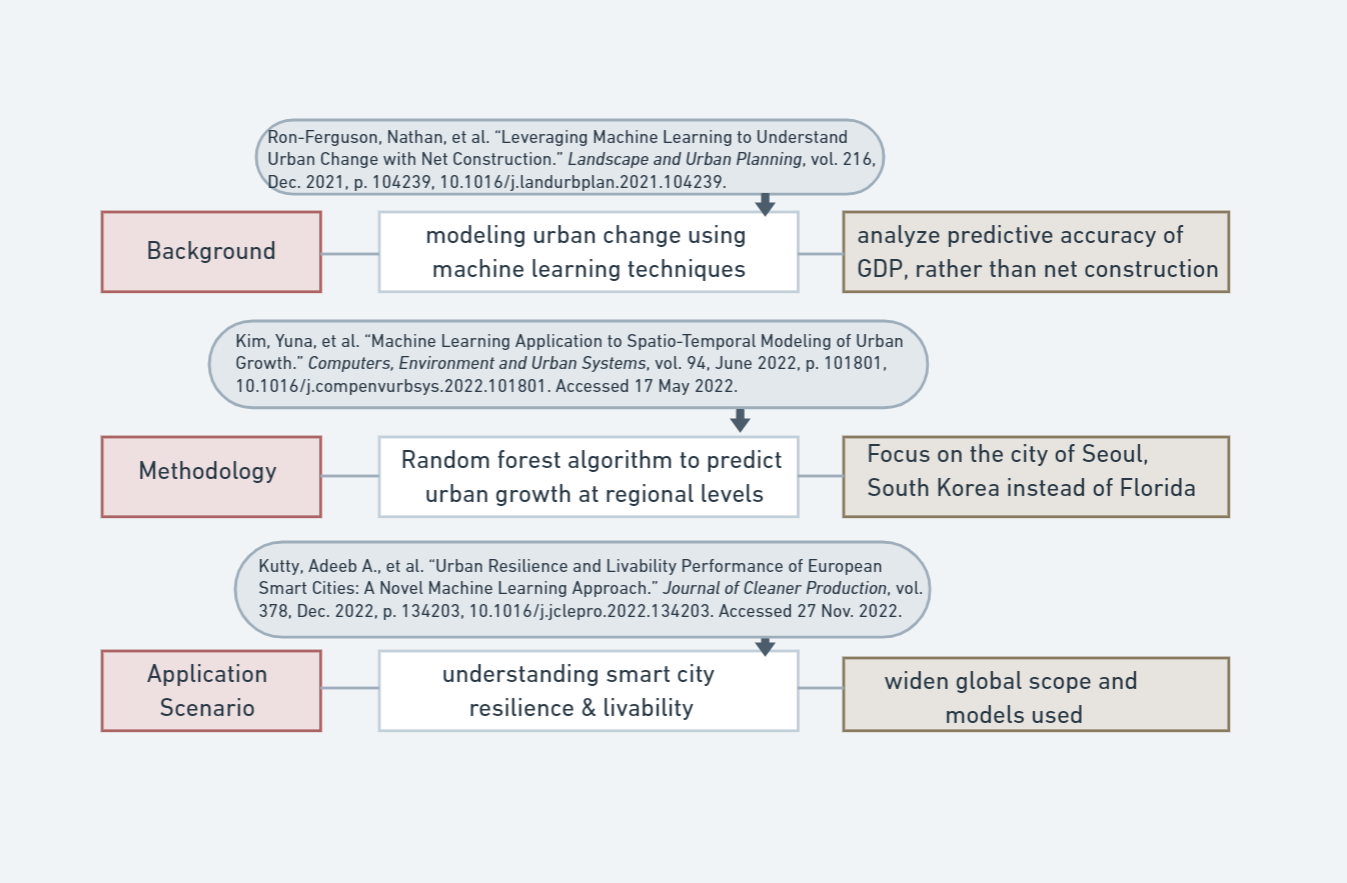 Ron-Ferguson, Nathan, et al. “Leveraging Machine Learning to Understand
Urban Change with Net Construction.” Landscape and Urban Planning, vol. 216,
Dec. 2021, p. 104239, 10.1016/j.landurbplan.2021.104239.
Background
modeling urban change using
machine learning techniques
analyze predictive accuracy of
GDP, rather than net construction
Kim, Yuna, et al. “Machine Learning Application to Spatio-Temporal Modeling of Urban
Growth.” Computers, Environment and Urban Systems, vol. 94, June 2022, p. 101801,
10.1016/j.compenvurbsys.2022.101801. Accessed 17 May 2022.
Methodology
Random forest algorithm to predict
urban growth at regional levels
Focus on the city of Seoul,
South Korea instead of Florida
Kutty, Adeeb A., et al. “Urban Resilience and Livability Performance of European
Smart Cities: A Novel Machine Learning Approach.” Journal of Cleaner Production, vol.
378, Dec. 2022, p. 134203, 10.1016/j.jclepro.2022.134203. Accessed 27 Nov. 2022.
Application
Scenario
understanding smart city
resilience & livability
widen global scope and
models used